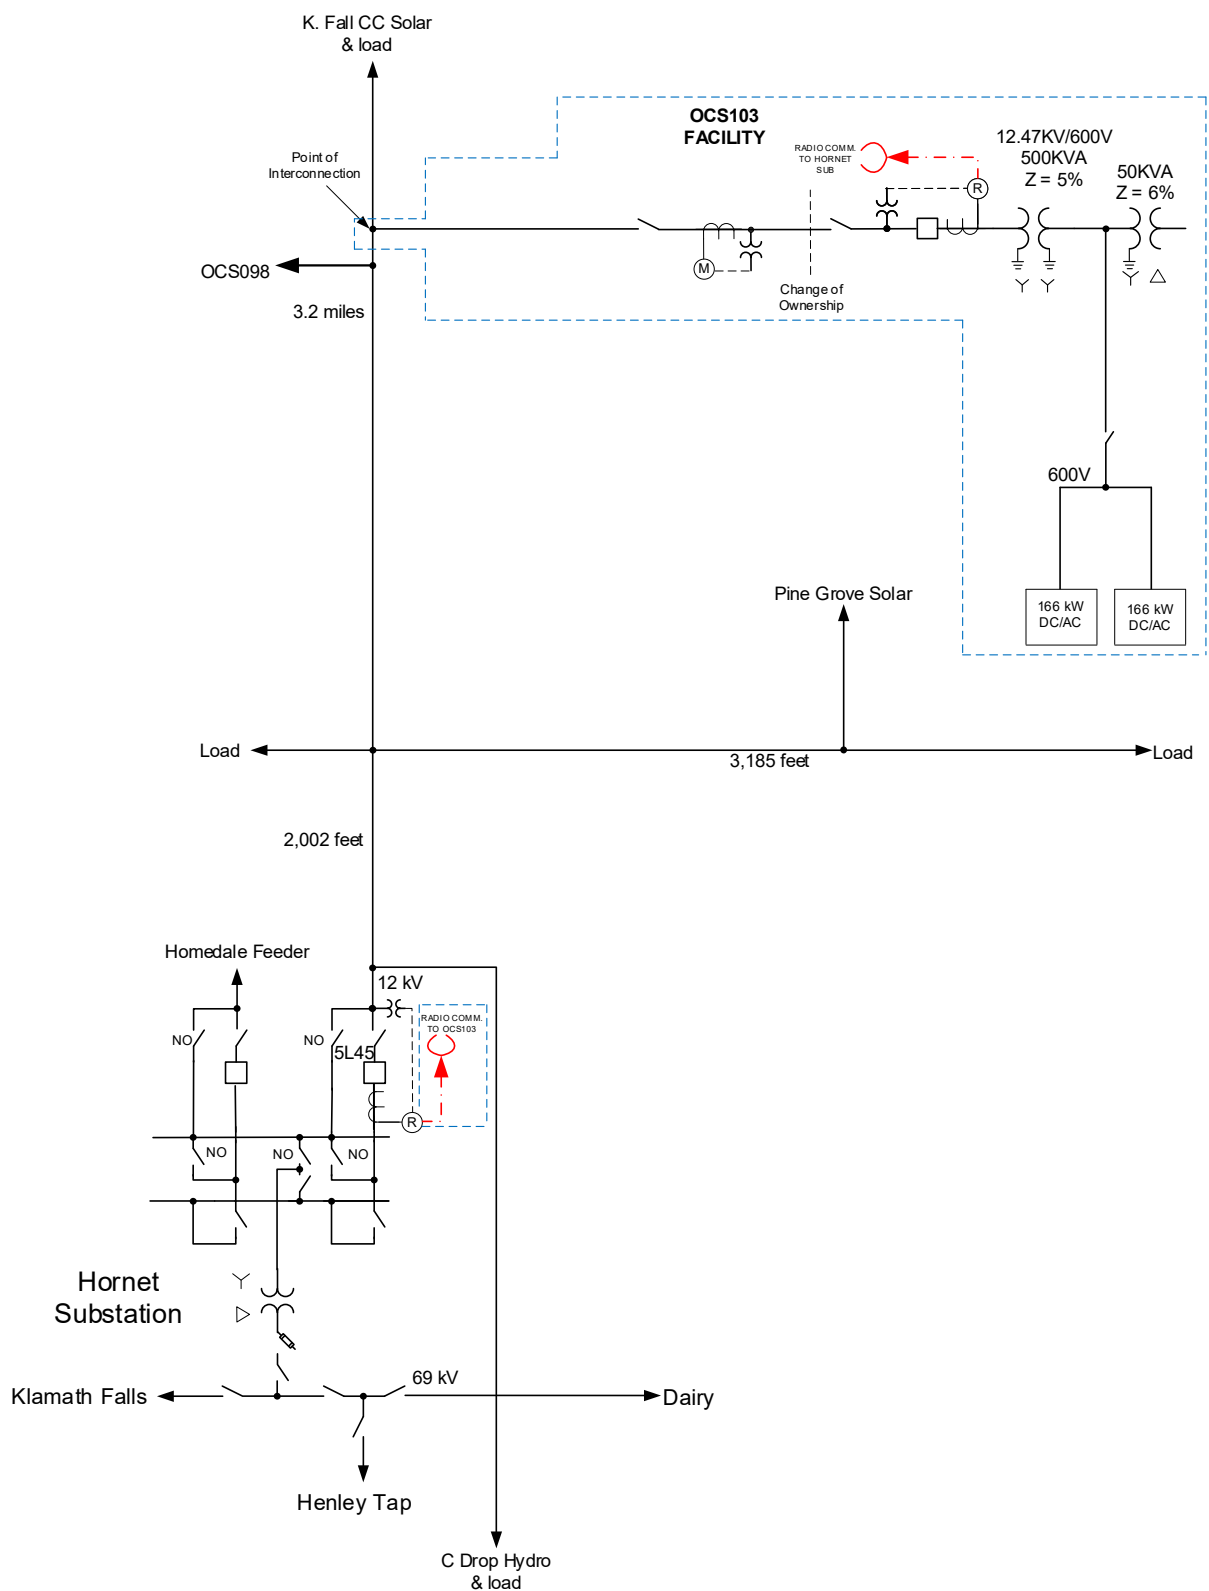 K. Fall CC Solar
& load
OCS103
FACILITY
Point of
Interconnection
RADIO COMM.
TO HORNET
SUB
12.47KV/600V
500KVA
Z = 5%
50KVA
Z = 6%
R
M
OCS098
Change of
Ownership
3.2 miles
600V
166 kW
DC/AC
166 kW
DC/AC
Pine Grove Solar
Load
3,185 feet
Load
2,002 feet
Homedale Feeder
12 kV
RADIO COMM.
TO OCS103
NO
NO
5L45
R
NO
NO
NO
Hornet
Substation
69 kV
Klamath Falls
Dairy
Henley Tap
C Drop Hydro
& load